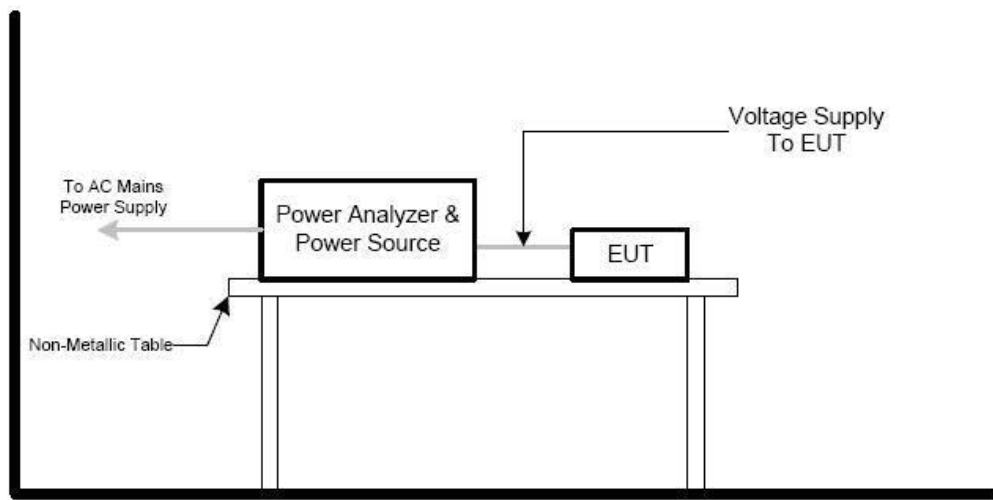 Voltage Supply
To EUT
To AC Mains
Power Supply
Power Analyzer &
Power Source
EUT
Non-Metallic Table